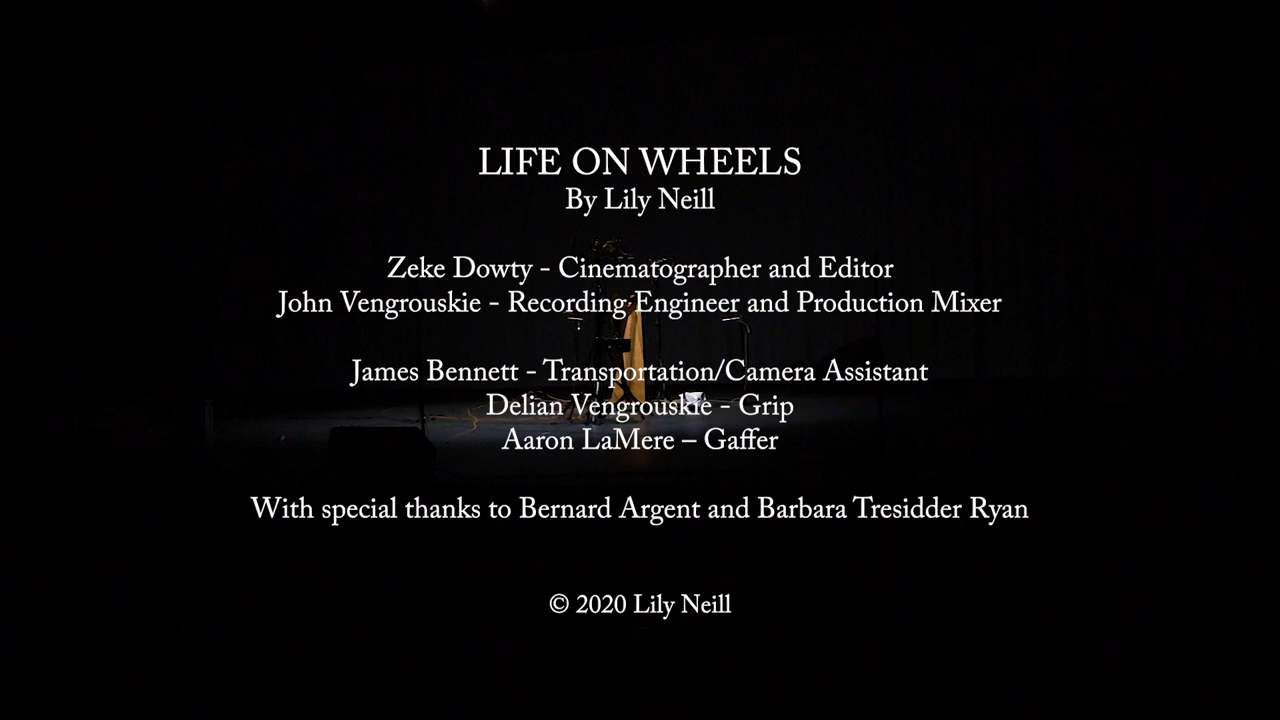 LIFE ON WHEELS
By Lily Neill
Zeke Dowty - Cinematographer and Editor
John Vengrouskie - Recording Engineer and Production Mixer
James Bennett - Transportation/Camera Assistant
Delian Vengrouskie - Grip
Aaron LaMere – Gaffer
With special thanks to Bernard Argent and Barbara Tresidder Ryan
© 2020 Lily Neill